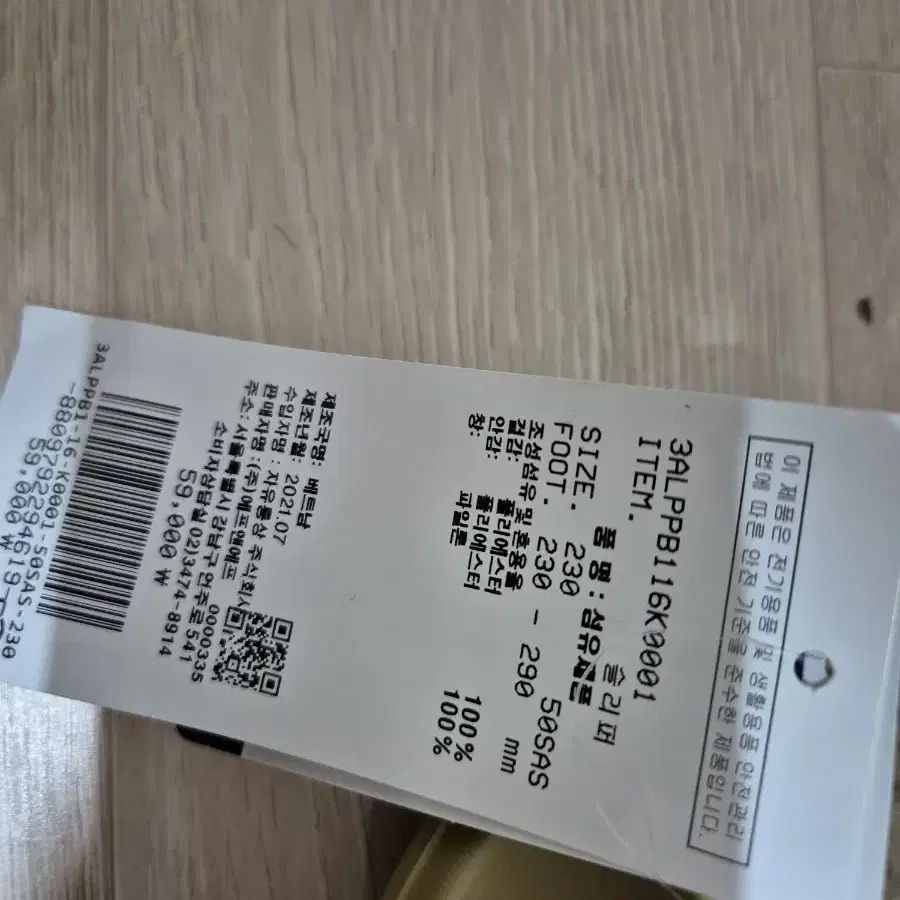 이 제품은 전기용품 및 생활용품 안전관리
법에 따른 안전 기준을 준수한 제품입니다.
3ALPPB116K0001
ITEM. 슬리퍼
품 명 : 섬유제품
SIZE. 230 50SAS
FOOT. 230 - 290 mm
조성섬유 및 혼용율
겉감: 폴리에스터 100%
안감: 폴리에스터 100%
창: 파일론
제조국명: 베트남
제조년월: 2021.07
수입자명 : 자유통상 주식회사
판매자명 : (주)에프앤에프
주소: 서울특별시 강남구 언주로 541
소비자상담실 02)3474-8914
0000335
59,000 ₩
3ALPPB1-16-K0001-50SAS-230
59,000 ₩